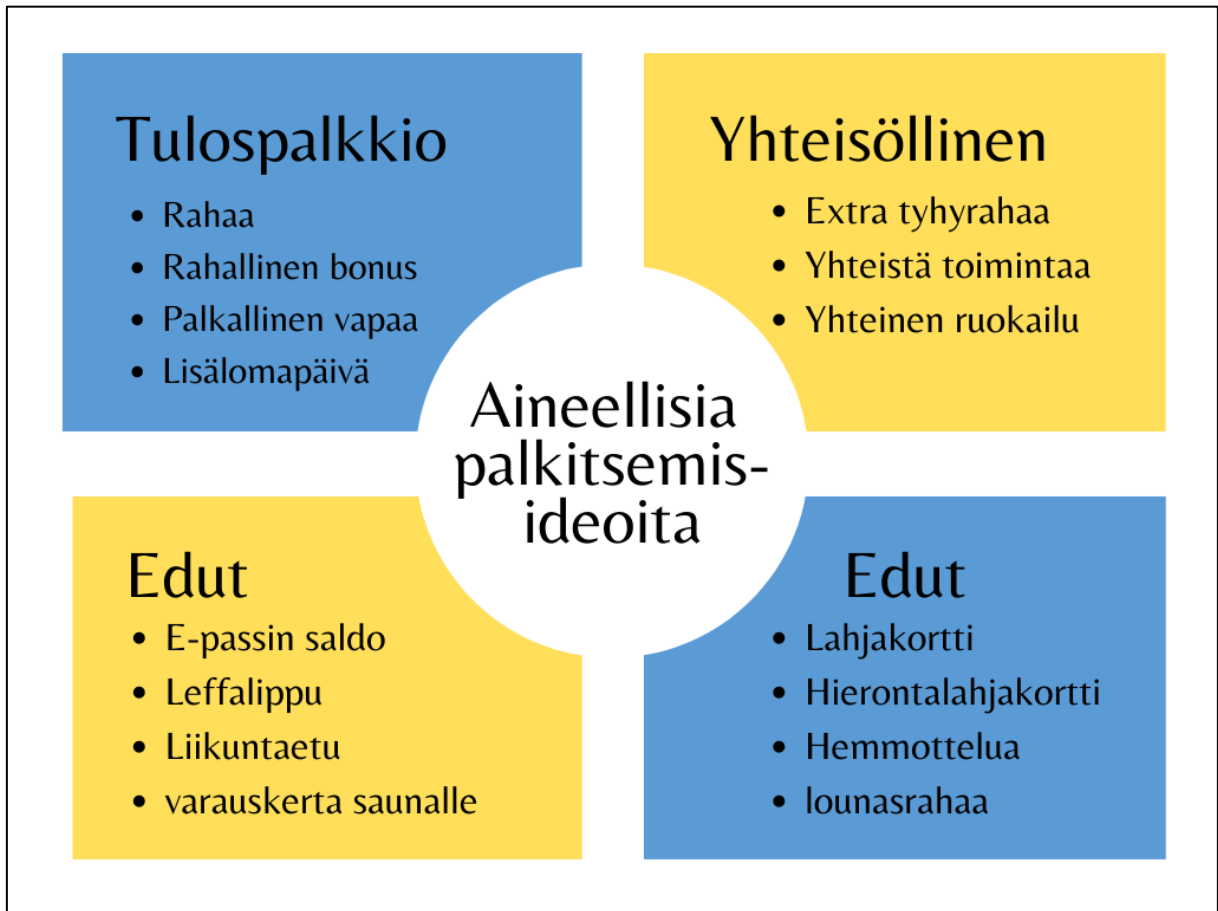 Tulospalkkio
• Rahaa
• Rahallinen bonus
• Palkallinen vapaa
• Lisälomapäivä
Yhteisöllinen
• Extra tyhyrahaa
• Yhteistä toimintaa
• Yhteinen ruokailu
Aineellisia
palkitsemis-
ideoita
Edut
• E-passin saldo
• Leffalippu
• Liikuntaetu
• varauskerta saunalle
Edut
• Lahjakortti
• Hierontalahjakortti
• Hemmottelua
• lounasrahaa